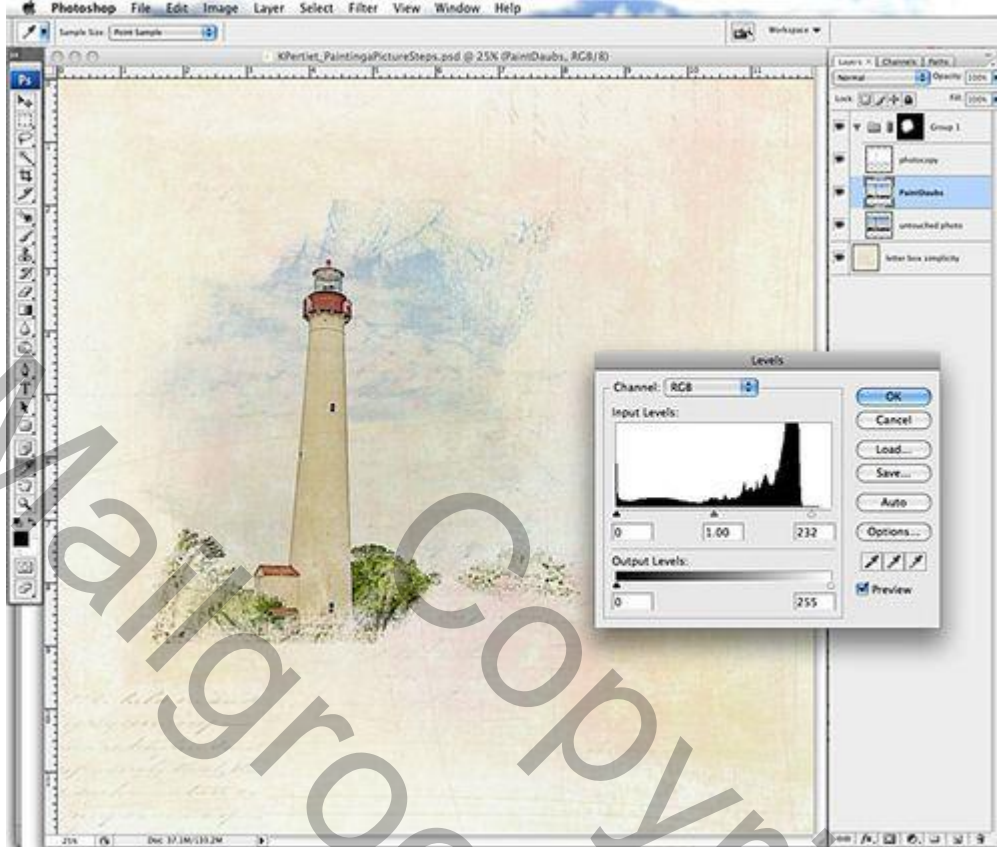 Photoshop File Edit Image Layer Select Filter View Window Help
Sample Size: Point Sample
Workspace
KPertiet_PaintingaPictureSteps.psd @ 25% (PaintDaubs, RGB/8)
Layers × Channels Paths
Normal Opacity: 100%
Lock: Fill: 100%
Ps
Group 1
photocopy
PaintDaubs
untouched photo
letter box simplicity
Levels
Channel: RGB
Input Levels:
0 1.00 232
Output Levels:
0 255
OK
Cancel
Load...
Save...
Auto
Options...
Preview
25% Doc: 37.1M/133.2M